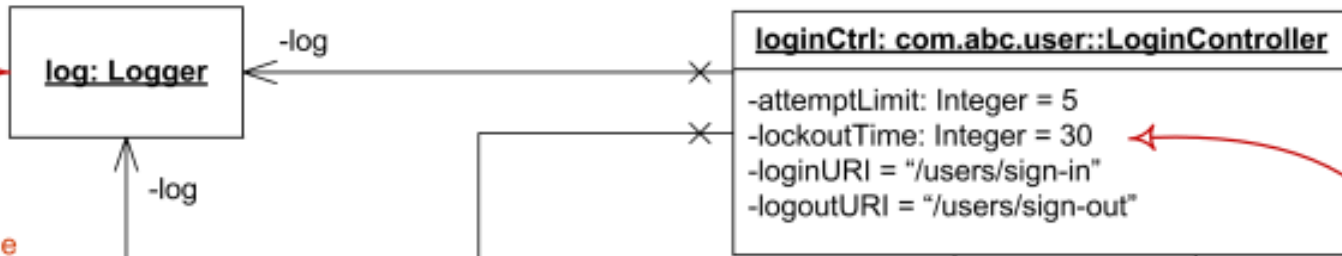 -log
loginCtrl: com.abc.user::LoginController
log: Logger
-attemptLimit: Integer = 5
-lockoutTime: Integer = 30
-loginURI = “/users/sign-in”
-log
-logoutURI = “/users/sign-out”
e